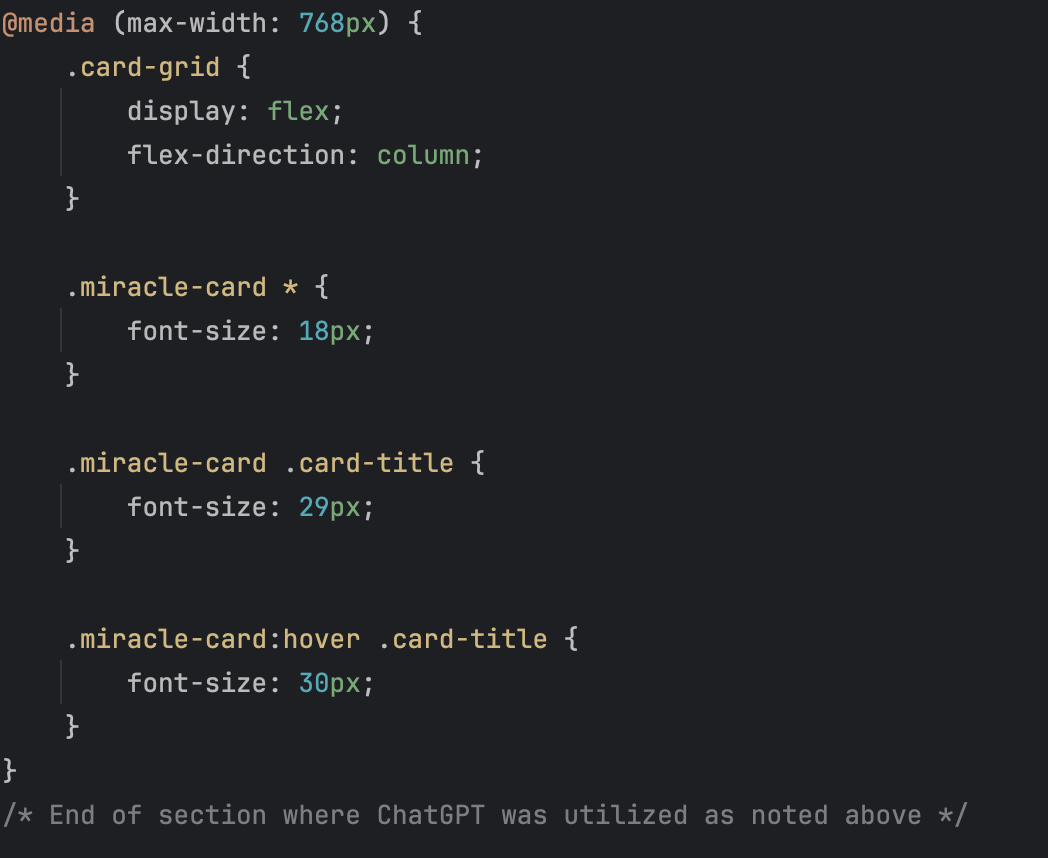 @media (max-width: 768px) {
    .card-grid {
        display: flex;
        flex-direction: column;
    }

    .miracle-card * {
        font-size: 18px;
    }

    .miracle-card .card-title {
        font-size: 29px;
    }

    .miracle-card:hover .card-title {
        font-size: 30px;
    }
}
/* End of section where ChatGPT was utilized as noted above */